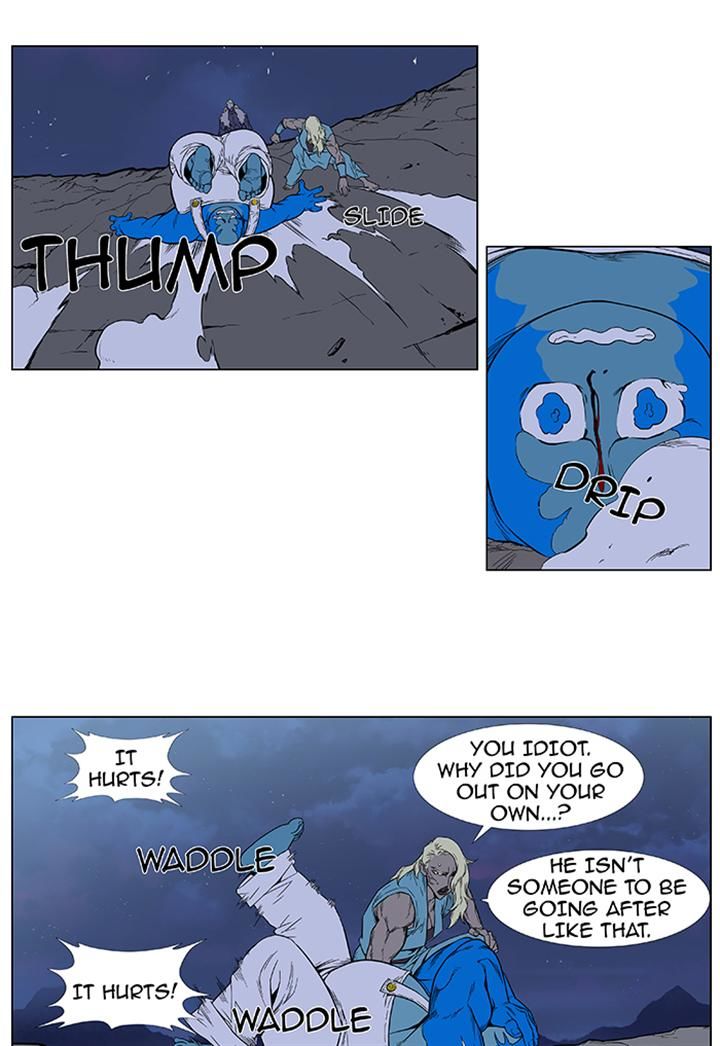 SLIDE
THUMP
DRIP
IT
HURTS!
YOU IDIOT.
WHY DID YOU GO
OUT ON YOUR
OWN...?
WADDLE
HE ISN'T
SOMEONE TO BE
GOING AFTER
LIKE THAT.
IT HURTS!
WADDLE